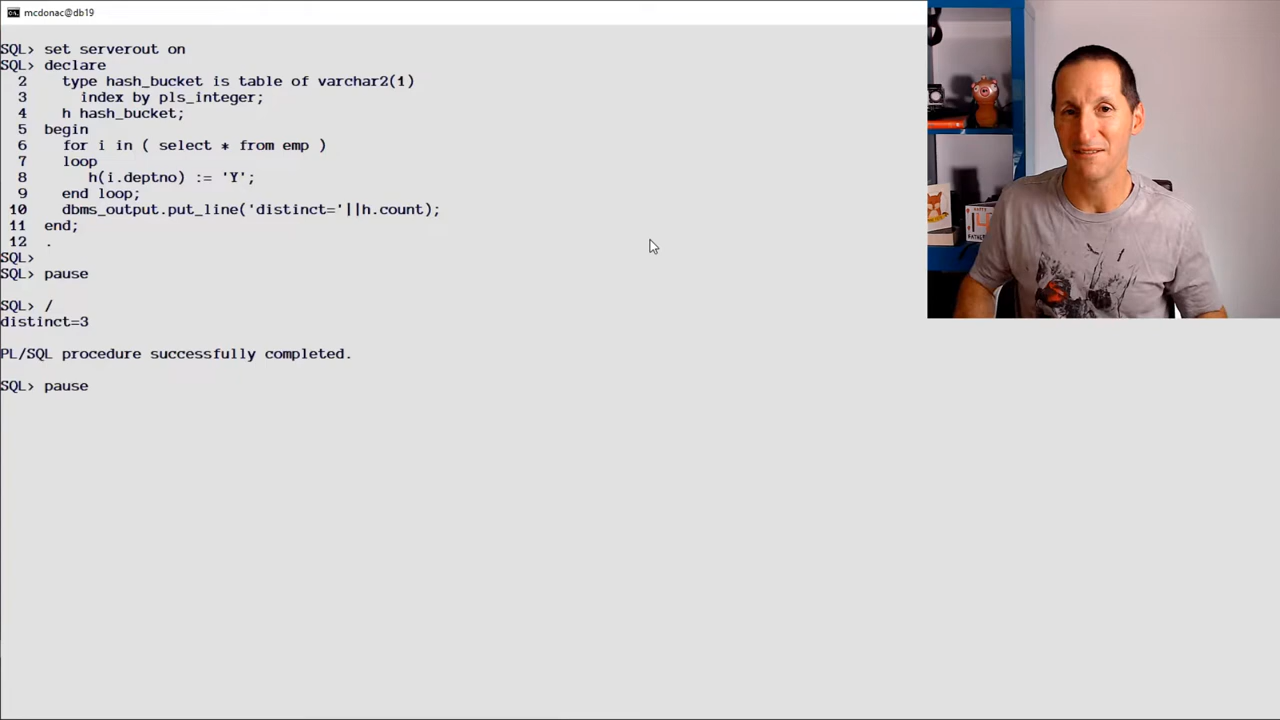 mcdonac@db19
SQL> set serverout on
SQL> declare
  2    type hash_bucket is table of varchar2(1)
  3      index by pls_integer;
  4    h hash_bucket;
  5  begin
  6    for i in ( select * from emp )
  7    loop
  8       h(i.deptno) := 'Y';
  9    end loop;
 10    dbms_output.put_line('distinct='||h.count);
 11  end;
 12  .
SQL>
SQL> pause
SQL> /
distinct=3
PL/SQL procedure successfully completed.
SQL> pause
14